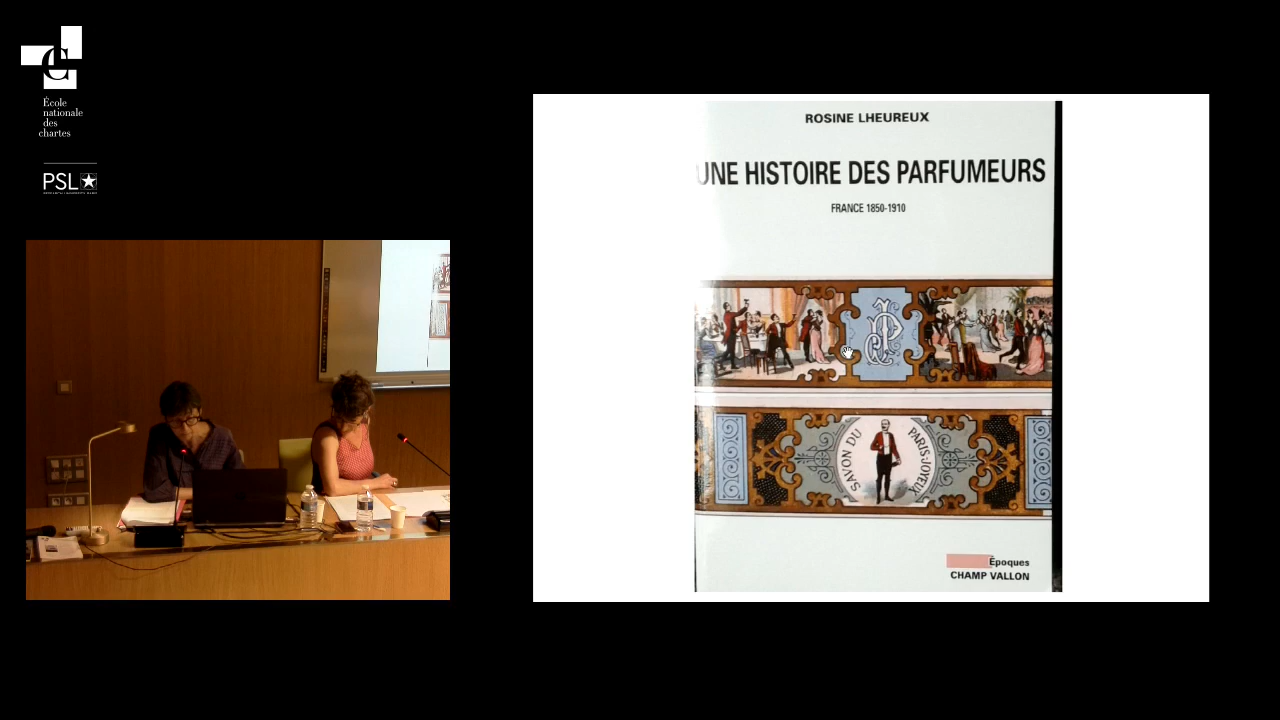 École
nationale
des
chartes
PSL
ROSINE LHEUREUX
UNE HISTOIRE DES PARFUMEURS
FRANCE 1850-1910
SAVON DU
PARIS-JOYEUX
Époques
CHAMP VALLON